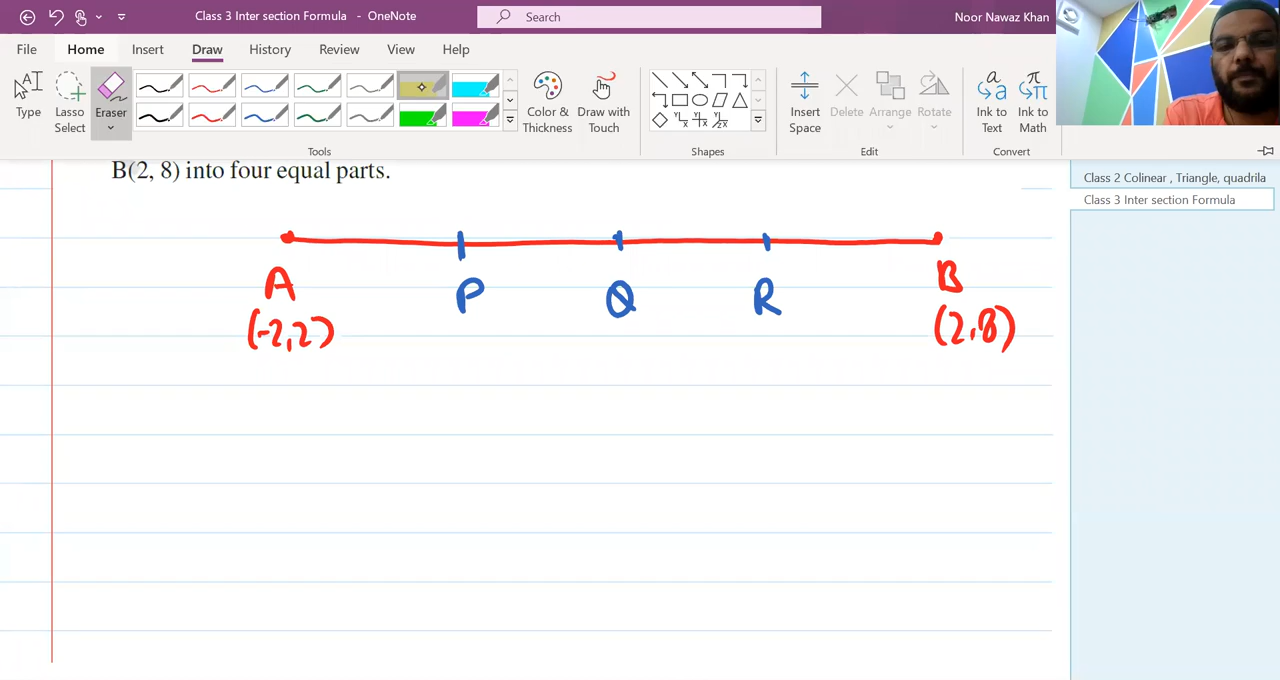 Class 3 Inter section Formula - OneNote
Search
Noor Nawaz Khan
File Home Insert Draw History Review View Help
Type
Lasso Select
Eraser
Color & Thickness
Draw with Touch
Insert Space
Delete
Arrange
Rotate
Ink to Text
Ink to Math
Tools
Shapes
Edit
Convert
B(2, 8) into four equal parts.
Class 2 Colinear , Triangle, quadrila
Class 3 Inter section Formula
A P Q R B
(-2,2) (2,8)